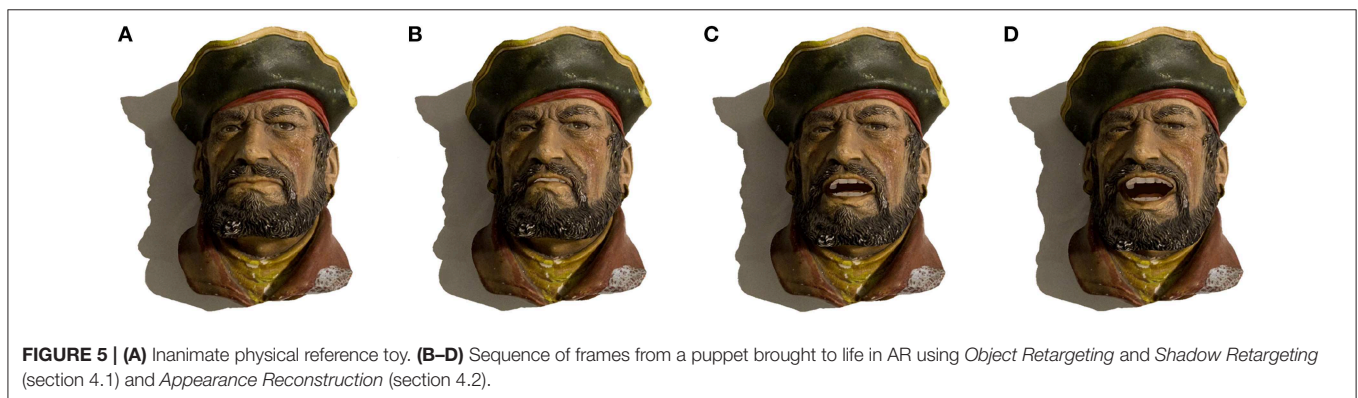 A B C D
FIGURE 5 | (A) Inanimate physical reference toy. (B–D) Sequence of frames from a puppet brought to life in AR using Object Retargeting and Shadow Retargeting
(section 4.1) and Appearance Reconstruction (section 4.2).